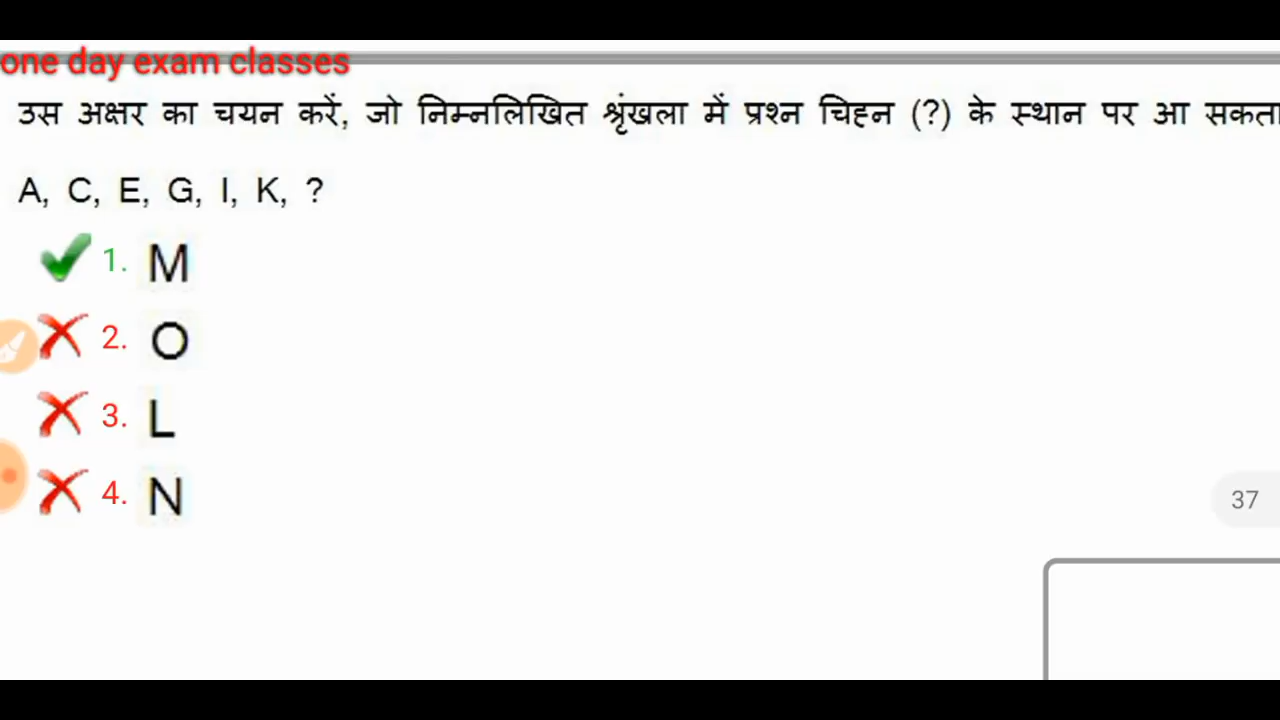 one day exam classes
उस अक्षर का चयन करें, जो निम्नलिखित श्रृंखला में प्रश्न चिह्न (?) के स्थान पर आ सकता
A, C, E, G, I, K, ?
1. M
2. O
3. L
4. N
37